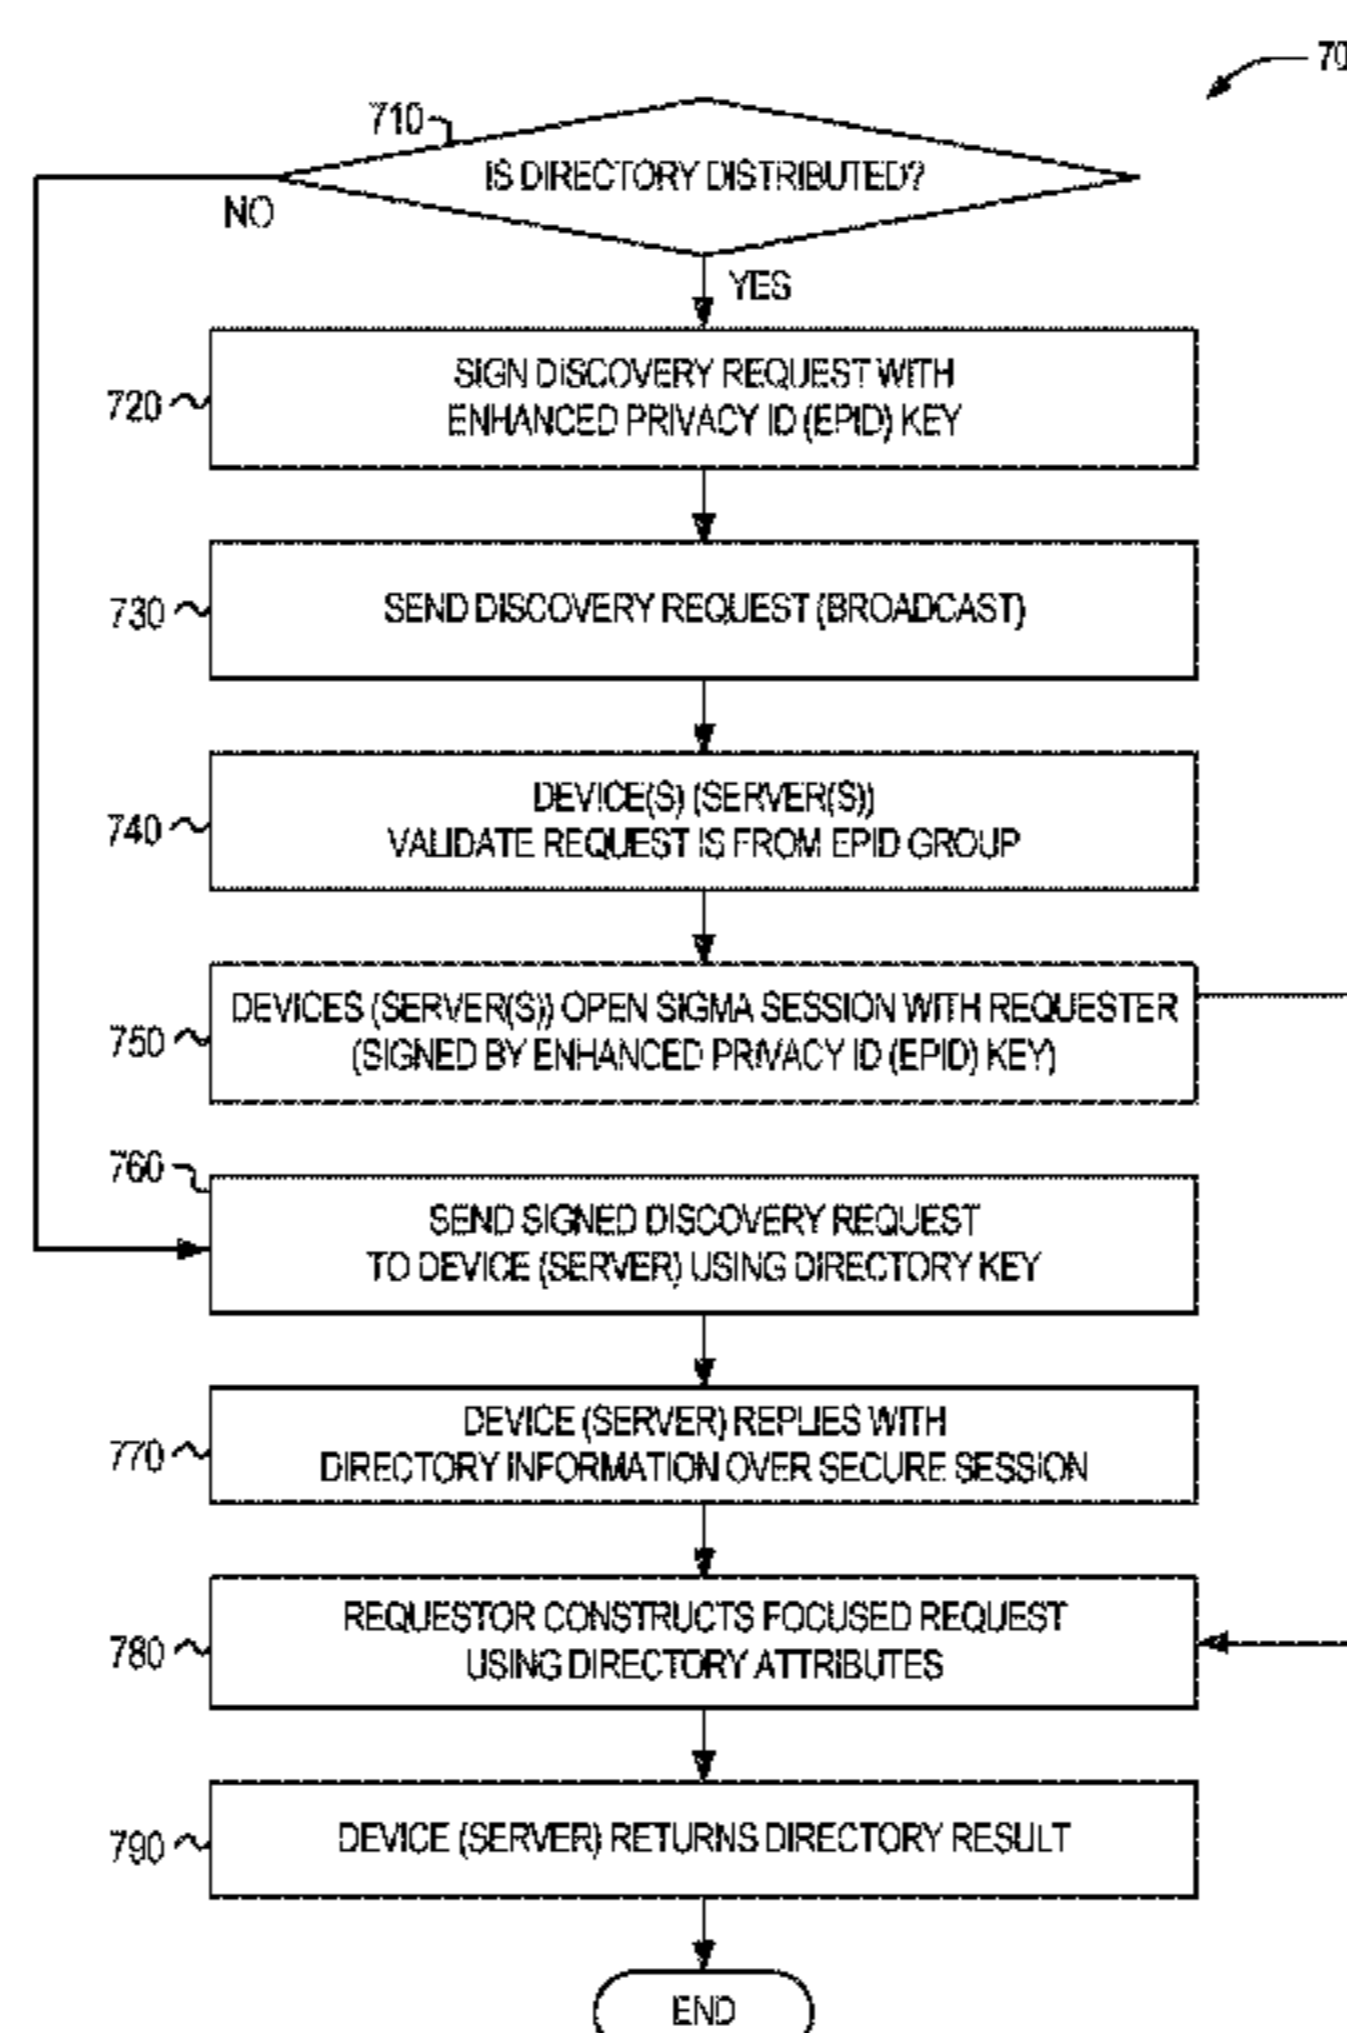 70
710
IS DIRECTORY DISTRIBUTED?
NO
YES
720
SIGN DISCOVERY REQUEST WITH
ENHANCED PRIVACY ID (EPID) KEY
730
SEND DISCOVERY REQUEST (BROADCAST)
740
DEVICE(S) (SERVER(S))
VALIDATE REQUEST IS FROM EPID GROUP
750
DEVICES (SERVER(S)) OPEN SIGMA SESSION WITH REQUESTER
(SIGNED BY ENHANCED PRIVACY ID (EPID) KEY)
760
SEND SIGNED DISCOVERY REQUEST
TO DEVICE (SERVER) USING DIRECTORY KEY
770
DEVICE (SERVER) REPLIES WITH
DIRECTORY INFORMATION OVER SECURE SESSION
780
REQUESTOR CONSTRUCTS FOCUSED REQUEST
USING DIRECTORY ATTRIBUTES
790
DEVICE (SERVER) RETURNS DIRECTORY RESULT
END